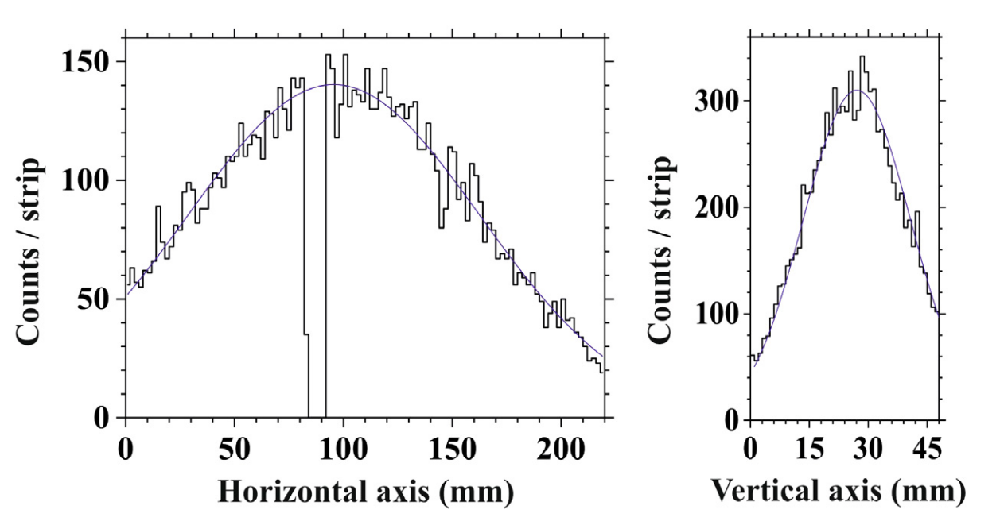 Counts / strip
150
100
50
0
0 50 100 150 200
Horizontal axis (mm)
Counts / strip
300
200
100
0
0 15 30 45
Vertical axis (mm)